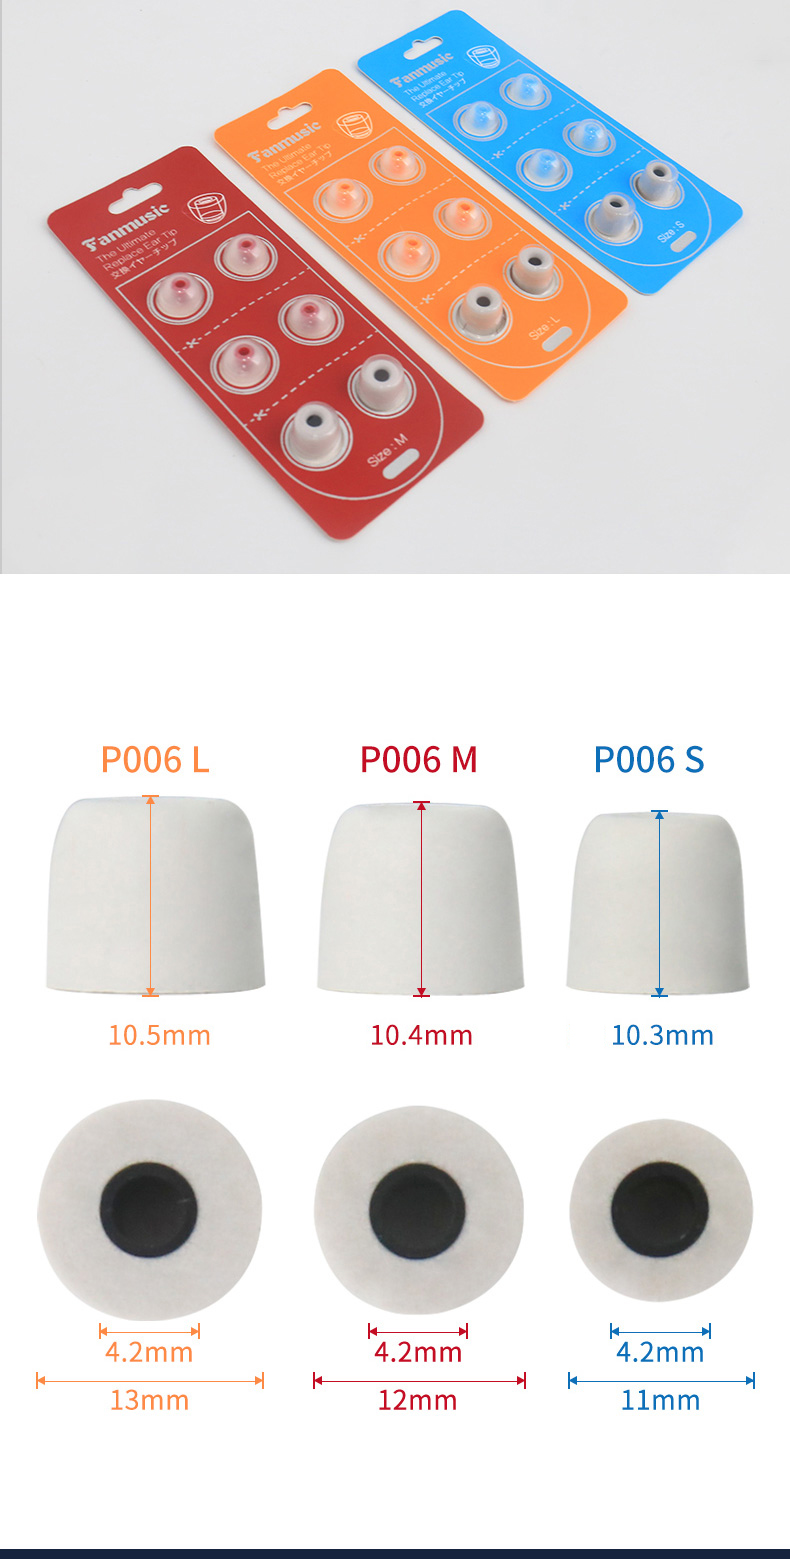 Fanmusic
The Ultimate
Replace Ear Tip
交換イヤーチップ
Size : M
Fanmusic
The Ultimate
Replace Ear Tip
交換イヤーチップ
Size : L
Fanmusic
The Ultimate
Replace Ear Tip
交換イヤーチップ
Size : S
P006 L
P006 M
P006 S
10.5mm
10.4mm
10.3mm
4.2mm
4.2mm
4.2mm
13mm
12mm
11mm